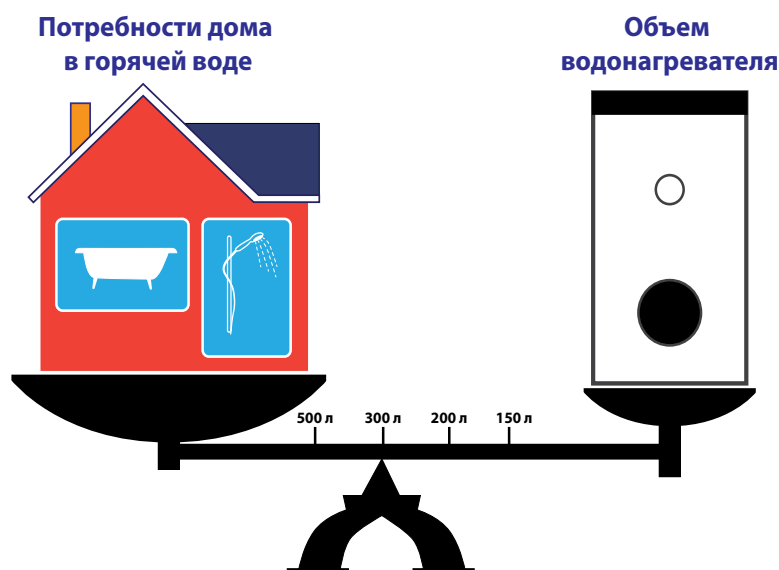 Потребности дома
в горячей воде
Объем
водонагревателя
500 л 300 л 200 л 150 л